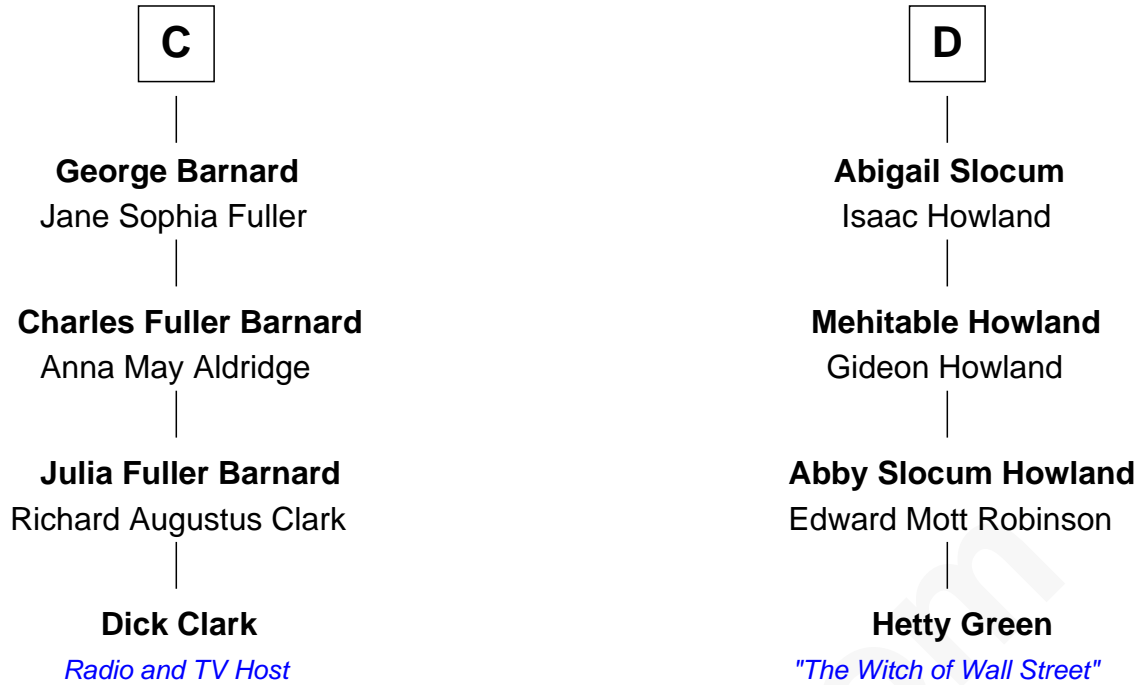 C
George Barnard
Jane Sophia Fuller
Charles Fuller Barnard
Anna May Aldridge
Julia Fuller Barnard
Richard Augustus Clark
Dick Clark
Radio and TV Host
D
Abigail Slocum
Isaac Howland
Mehitable Howland
Gideon Howland
Abby Slocum Howland
Edward Mott Robinson
Hetty Green
"The Witch of Wall Street"